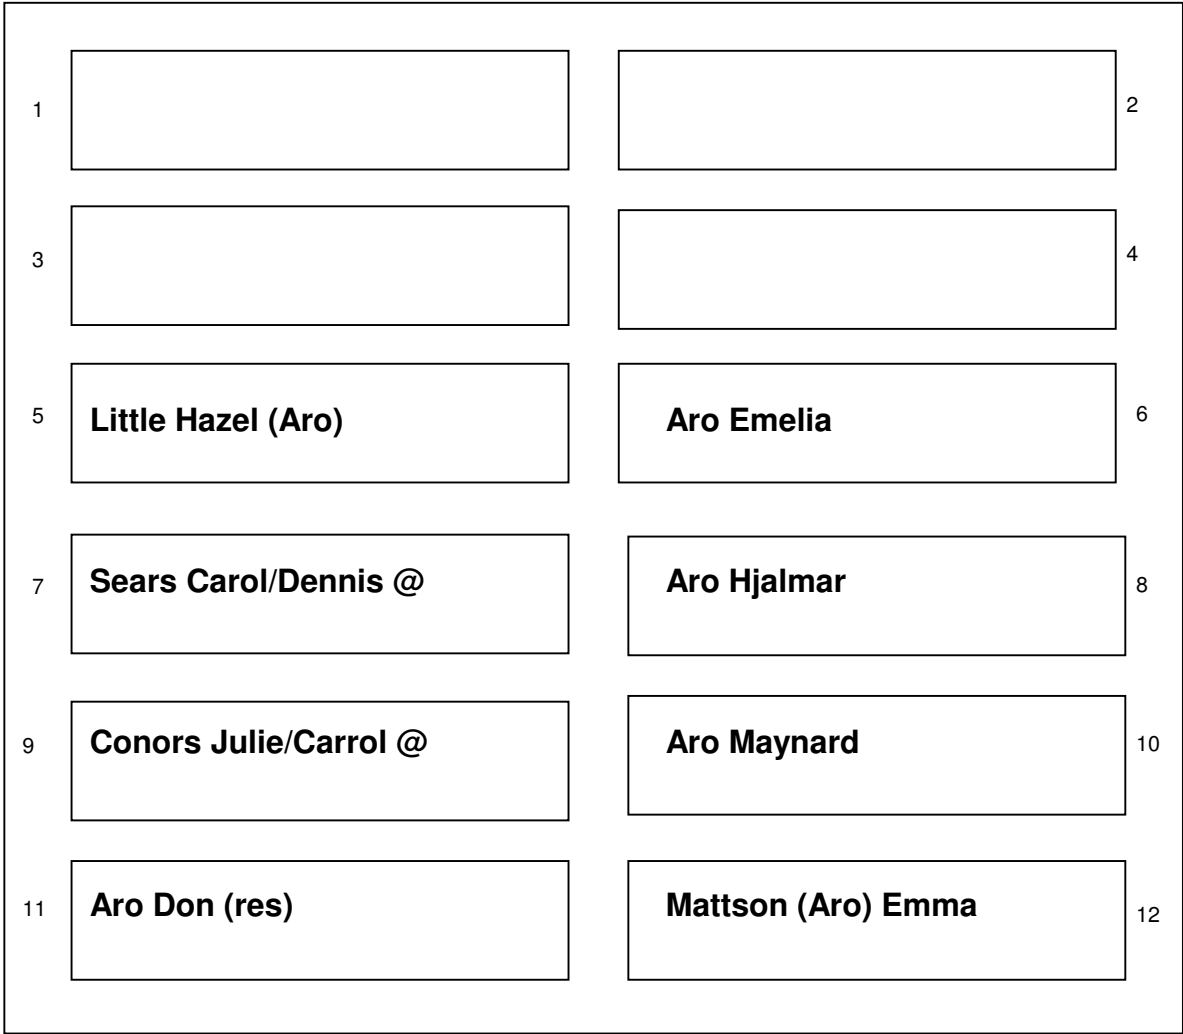 1 2
3 4
5 Little Hazel (Aro) Aro Emelia 6
7 Sears Carol/Dennis @ Aro Hjalmar 8
9 Conors Julie/Carrol @ Aro Maynard 10
11 Aro Don (res) Mattson (Aro) Emma 12